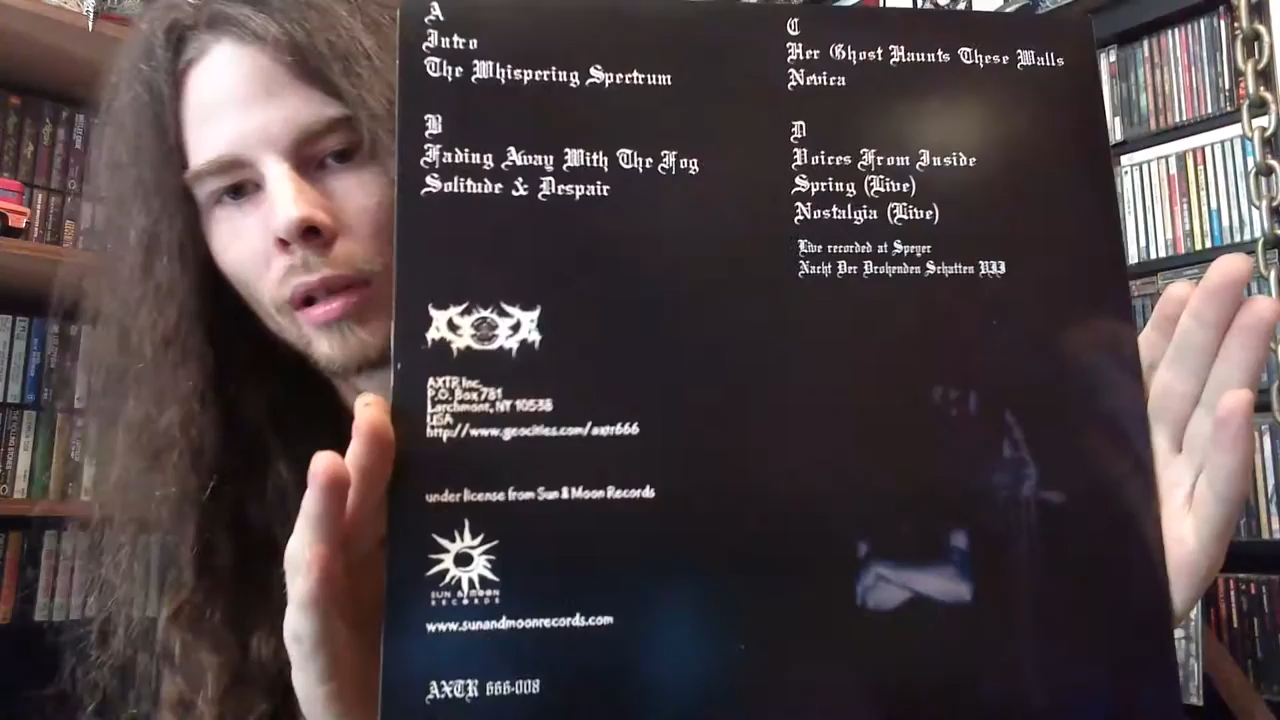 A
Intro
The Whispering Spectrum
B
Fading Away With The Fog
Solitude & Despair
C
Her Ghost Haunts These Walls
Nevica
D
Voices From Inside
Spring (Live)
Nostalgia (Live)
Live recorded at Speyer
Nacht Der Drohenden Schatten VII
AXTR Inc.
P.O. Box 781
Larchmont, NY 10538
USA
http://www.geocities.com/axtr666
under license from Sun & Moon Records
SUN & MOON
RECORDS
www.sunandmoonrecords.com
AXTR 666-008